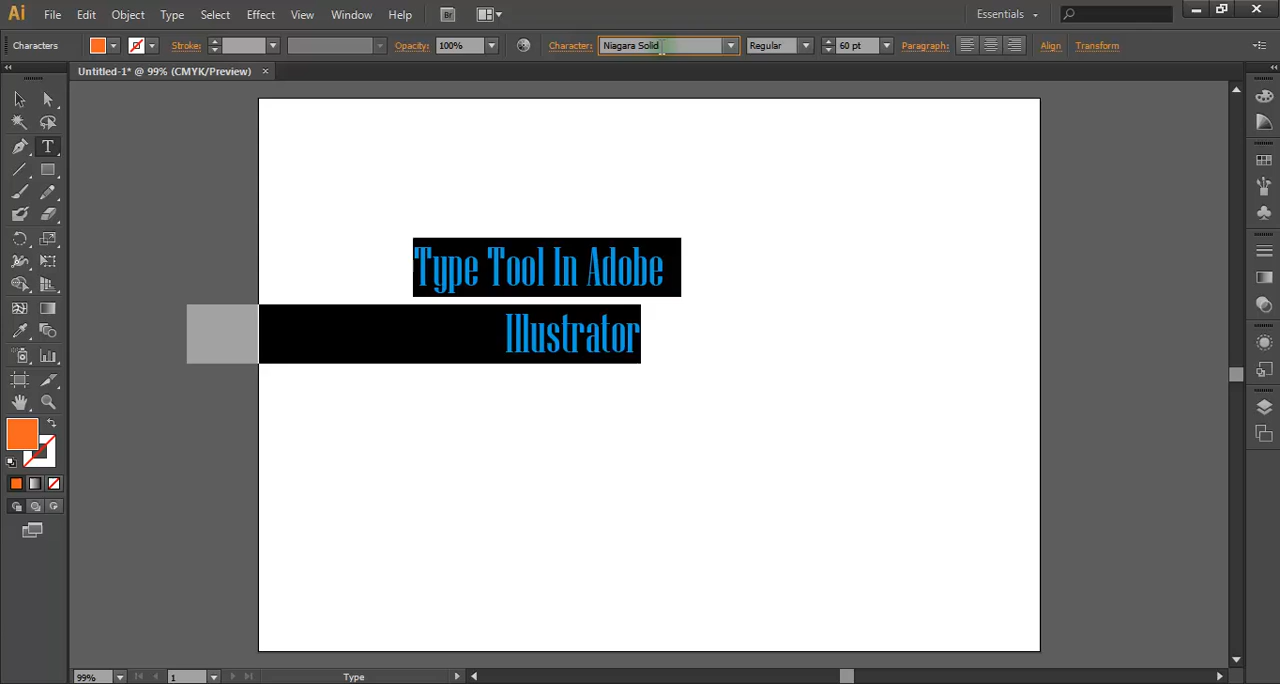 Ai File Edit Object Type Select Effect View Window Help Br Essentials
Characters Stroke: Opacity: 100% Character: Niagara Solid Regular 60 pt Paragraph: Align Transform
Untitled-1* @ 99% (CMYK/Preview) ×
T
Type Tool In Adobe
Illustrator
99% 1 Type